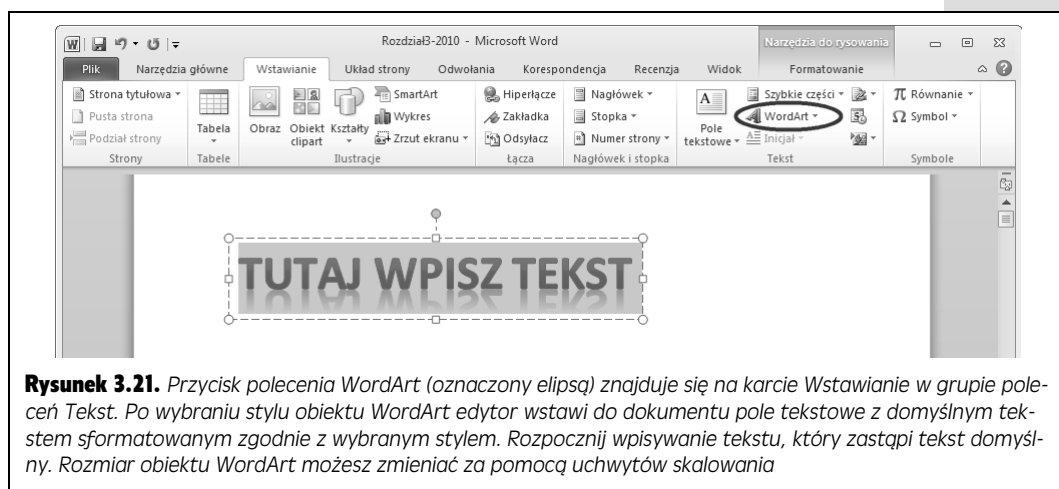 Rozdział3-2010 - Microsoft Word
Narzędzia do rysowania
Plik Narzędzia główne Wstawianie Układ strony Odwołania Korespondencja Recenzja Widok Formatowanie
Strona tytułowa
Pusta strona
Podział strony
Strony
Tabela
Tabele
Obraz
Obiekt clipart
Kształty
SmartArt
Wykres
Zrzut ekranu
Ilustracje
Hiperłącze
Zakładka
Odsyłacz
Łącza
Nagłówek
Stopka
Numer strony
Nagłówek i stopka
Pole tekstowe
Szybkie części
WordArt
Inicjał
Tekst
Równanie
Symbol
Symbole
TUTAJ WPISZ TEKST
Rysunek 3.21. Przycisk polecenia WordArt (oznaczony elipsą) znajduje się na karcie Wstawianie w grupie pole-
ceń Tekst. Po wybraniu stylu obiektu WordArt edytor wstawi do dokumentu pole tekstowe z domyślnym tek-
stem sformatowanym zgodnie z wybranym stylem. Rozpocznij wpisywanie tekstu, który zastąpi tekst domyśl-
ny. Rozmiar obiektu WordArt możesz zmieniać za pomocą uchwytów skalowania